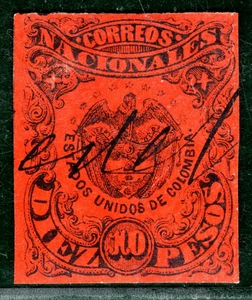 CORREOS
NACIONALES
ESTADOS UNIDOS DE COLOMBIA
10
DIEZ PESOS